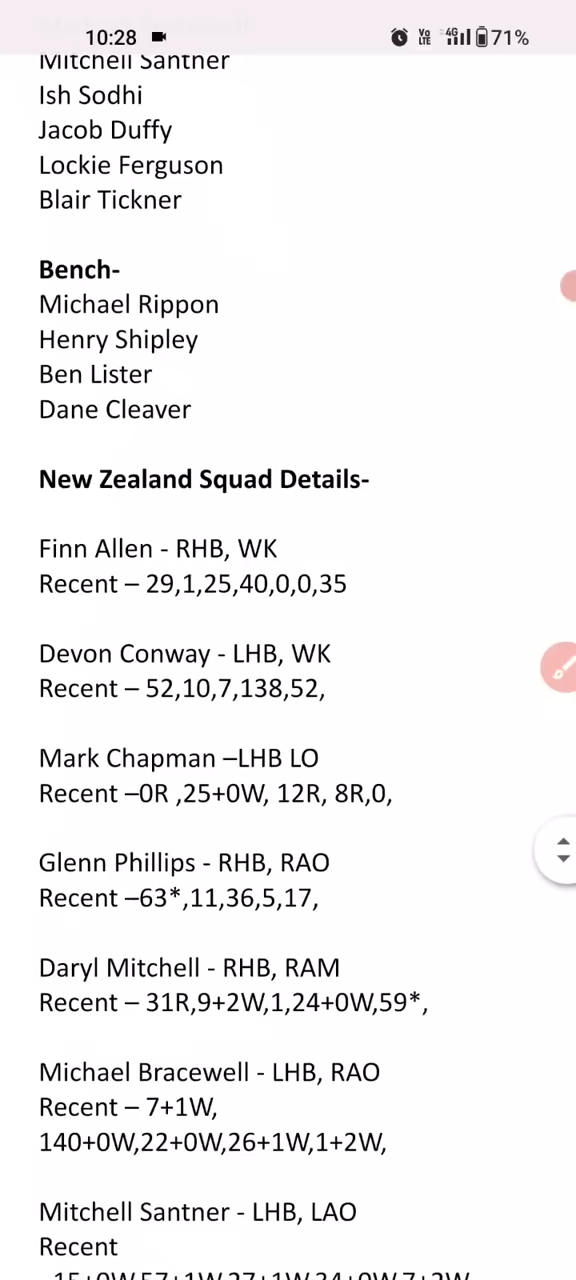 10:28
Vo LTE 4G 71%
Mitchell Santner
Ish Sodhi
Jacob Duffy
Lockie Ferguson
Blair Tickner
Bench-
Michael Rippon
Henry Shipley
Ben Lister
Dane Cleaver
New Zealand Squad Details-
Finn Allen - RHB, WK
Recent – 29,1,25,40,0,0,35
Devon Conway - LHB, WK
Recent – 52,10,7,138,52,
Mark Chapman –LHB LO
Recent –0R ,25+0W, 12R, 8R,0,
Glenn Phillips - RHB, RAO
Recent –63*,11,36,5,17,
Daryl Mitchell - RHB, RAM
Recent – 31R,9+2W,1,24+0W,59*,
Michael Bracewell - LHB, RAO
Recent – 7+1W,
140+0W,22+0W,26+1W,1+2W,
Mitchell Santner - LHB, LAO
Recent